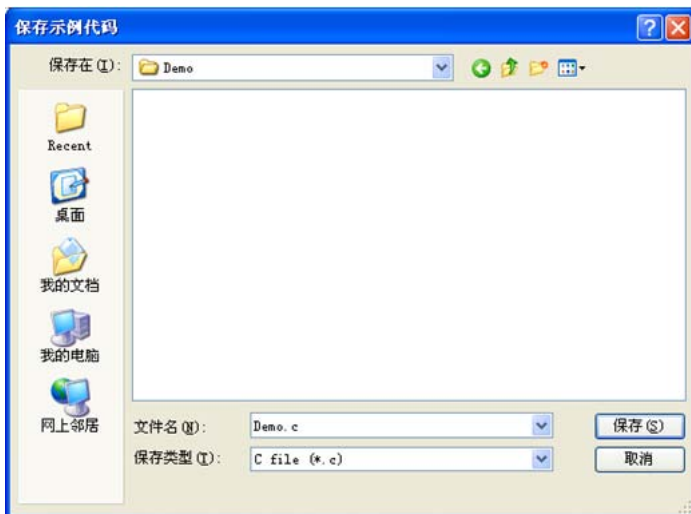 保存示例代码
保存在(I):
Demo
Recent
桌面
我的文档
我的电脑
网上邻居
文件名(N):
Demo.c
保存(S)
保存类型(T):
C file (*.c)
取消